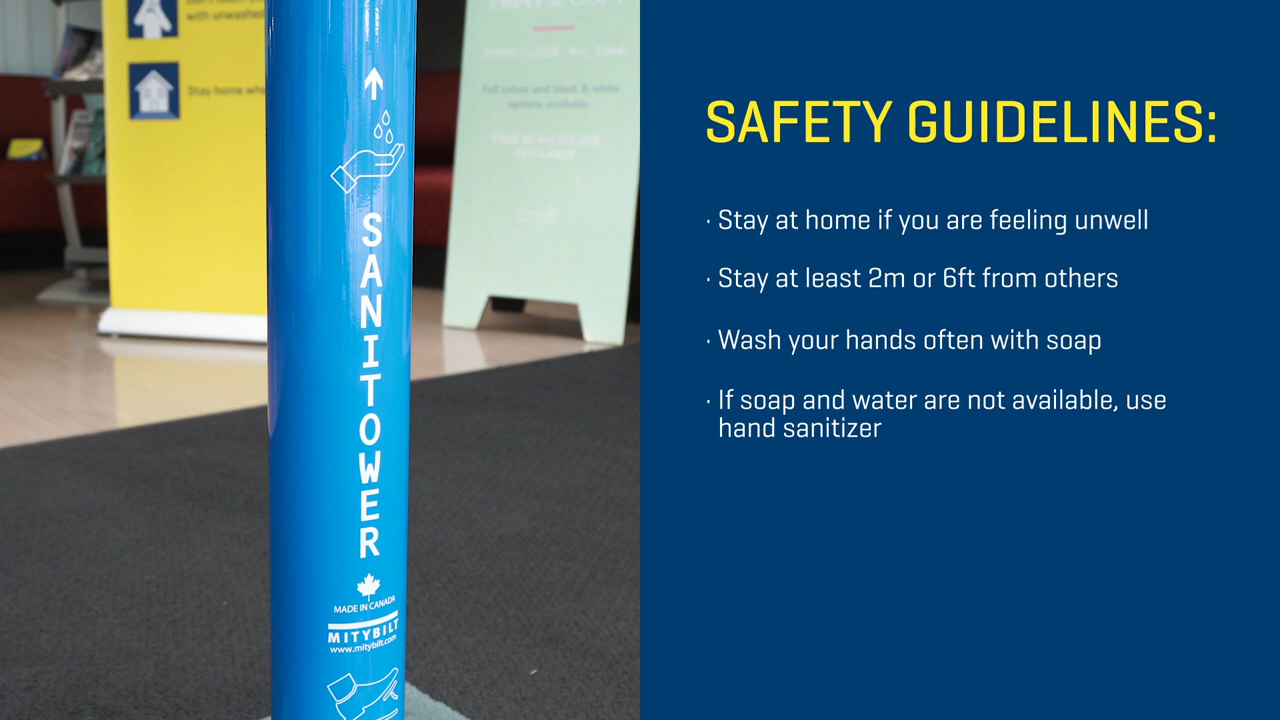 with unwashed
Stay home
SANITOWER
MADE IN CANADA
MITYBILT
www.mitybilt.com
SAFETY GUIDELINES:
· Stay at home if you are feeling unwell
· Stay at least 2m or 6ft from others
· Wash your hands often with soap
· If soap and water are not available, use
hand sanitizer